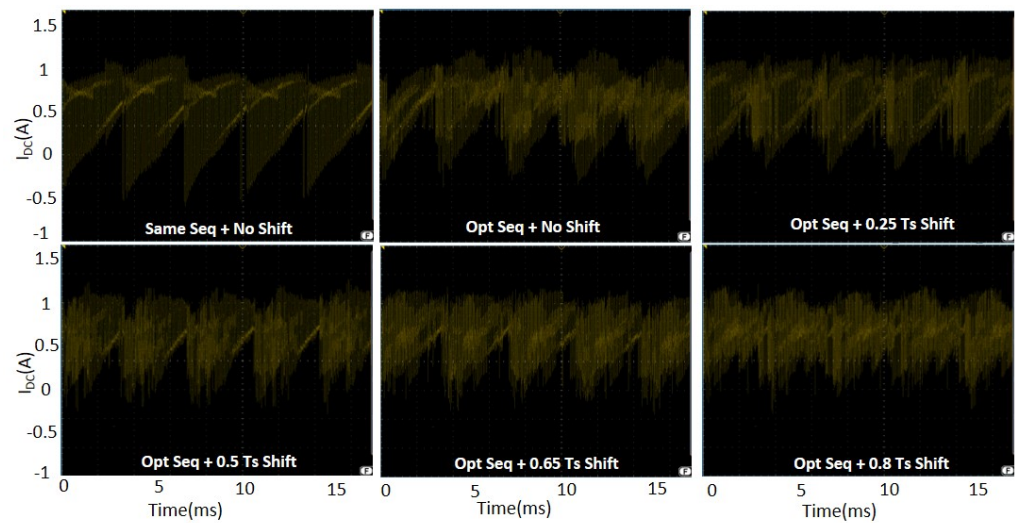 1.5
1
0.5
0
-0.5
-1
I_DC(A)
Same Seq + No Shift
F
Opt Seq + No Shift
F
Opt Seq + 0.25 Ts Shift
F
1.5
1
0.5
0
-0.5
-1
I_DC(A)
Opt Seq + 0.5 Ts Shift
F
Opt Seq + 0.65 Ts Shift
F
Opt Seq + 0.8 Ts Shift
F
0 5 10 15
Time(ms)
0 5 10 15
Time(ms)
0 5 10 15
Time(ms)